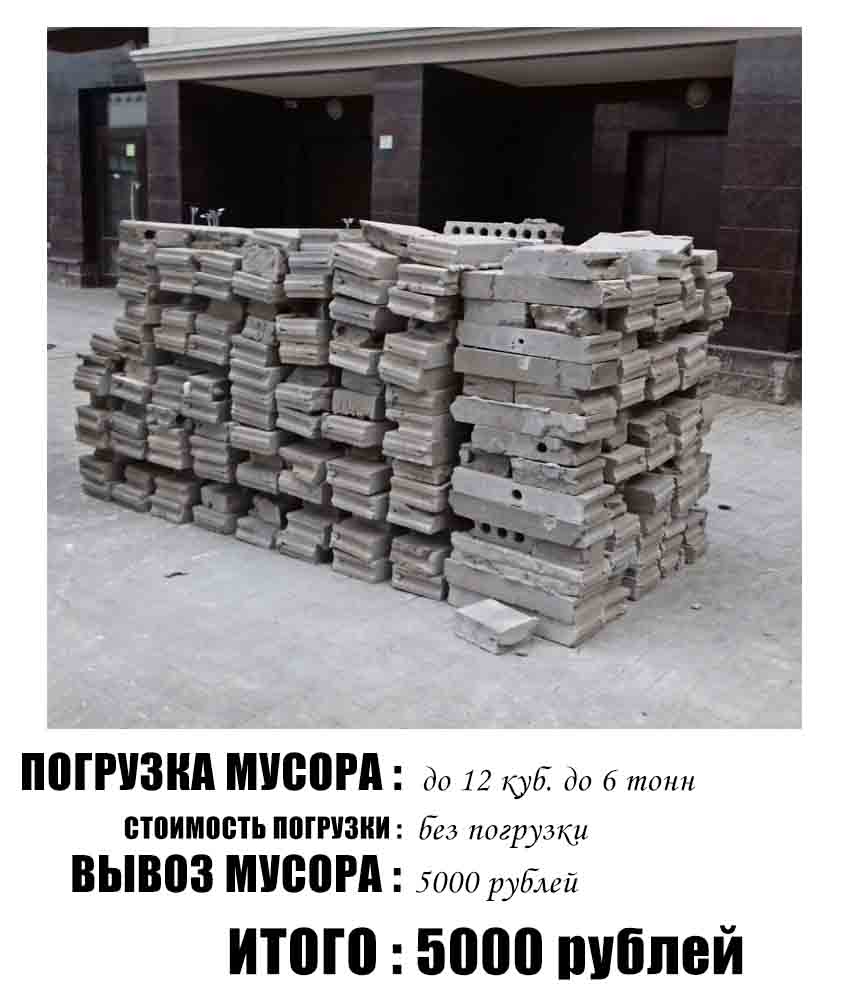 ПОГРУЗКА МУСОРА : до 12 куб. до 6 тонн
СТОИМОСТЬ ПОГРУЗКИ : без погрузки
ВЫВОЗ МУСОРА : 5000 рублей
ИТОГО : 5000 рублей